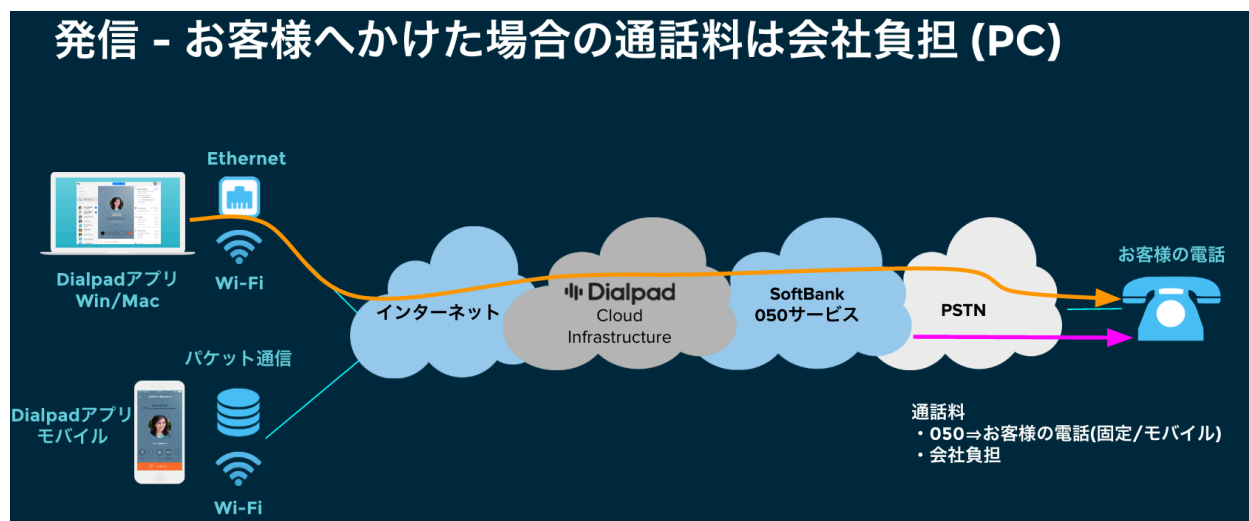 発信 - お客様へかけた場合の通話料は会社負担 (PC)
Ethernet
Dialpadアプリ
Win/Mac
Wi-Fi
インターネット
Dialpad
Cloud
Infrastructure
SoftBank
050サービス
PSTN
お客様の電話
パケット通信
Dialpadアプリ
モバイル
Wi-Fi
通話料
・050⇒お客様の電話(固定/モバイル)
・会社負担